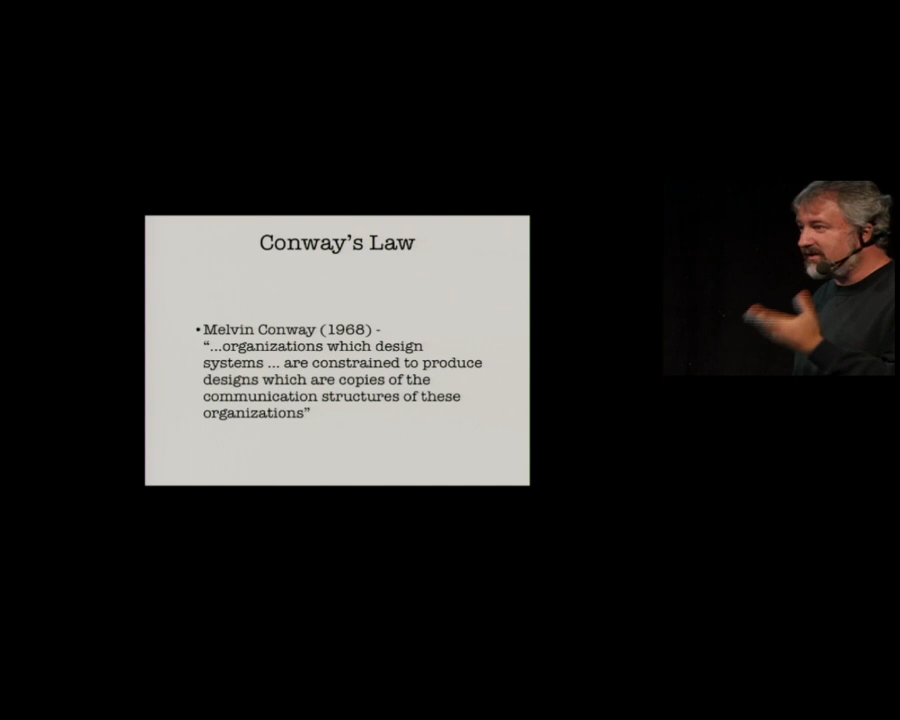 Conway's Law
•Melvin Conway (1968) -
“...organizations which design
systems ... are constrained to produce
designs which are copies of the
communication structures of these
organizations”